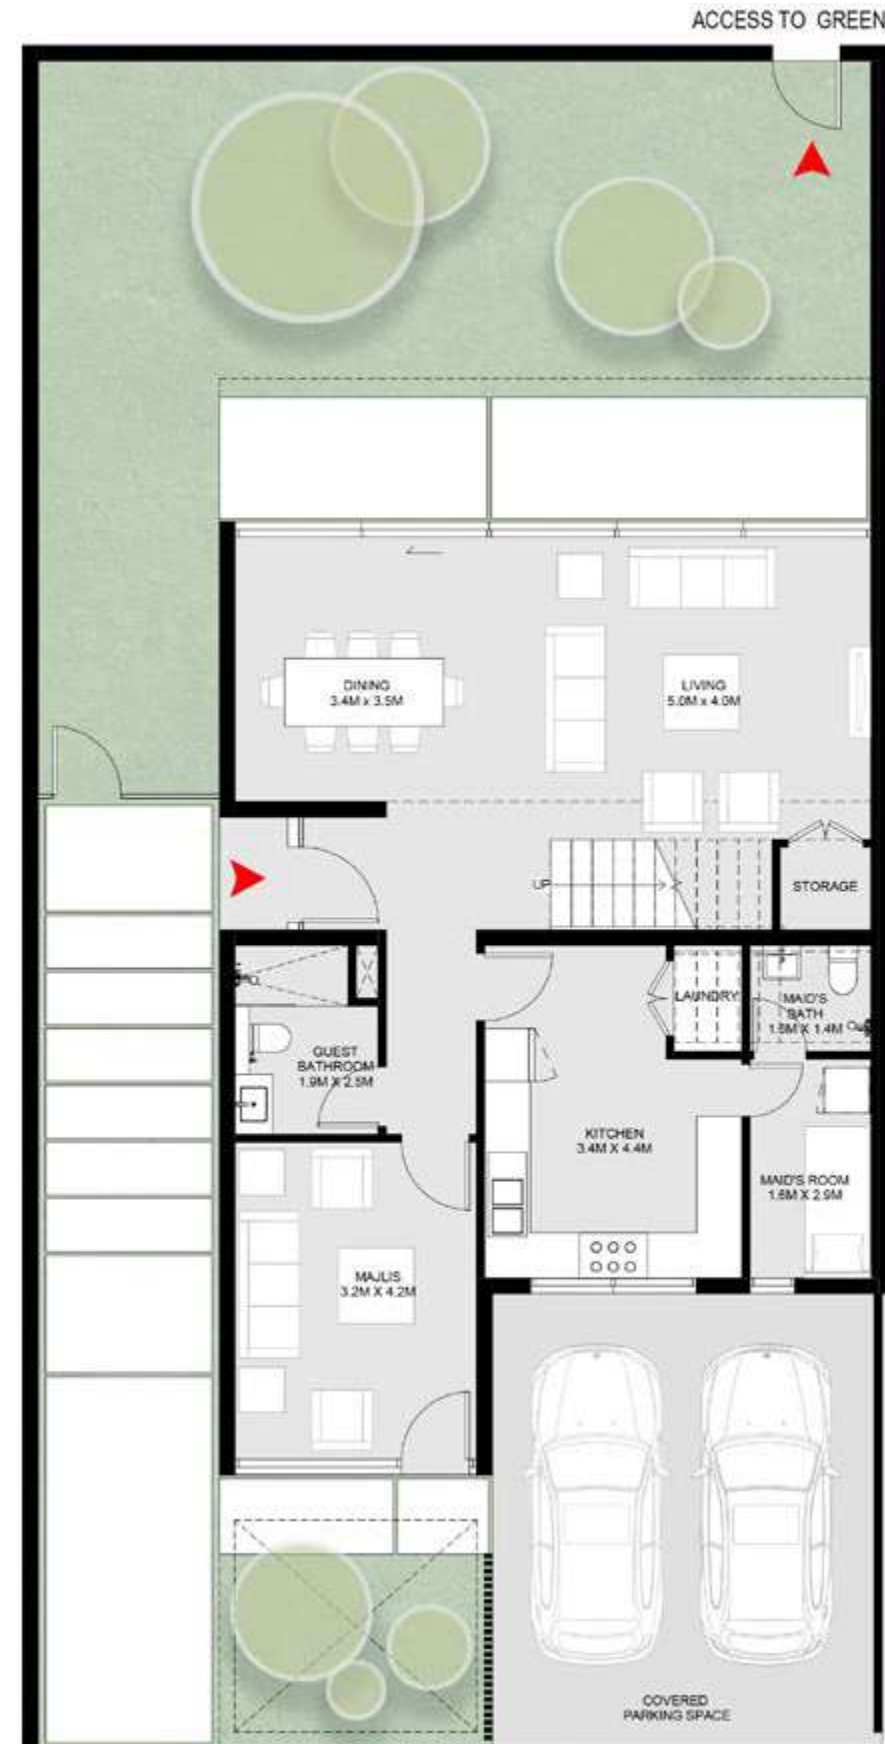 ACCESS TO GREEN
DINING
3.4M x 3.5M
LIVING
5.0M x 4.0M
UP
STORAGE
LAUNDRY
MAID'S
BATH
1.6M X 1.4M
GUEST
BATHROOM
1.9M X 2.5M
KITCHEN
3.4M X 4.4M
MAID'S ROOM
1.6M X 2.9M
MAJLIS
3.2M X 4.2M
COVERED
PARKING SPACE